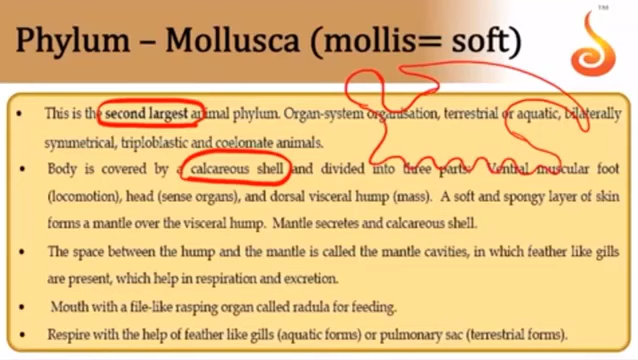 TM
Phylum – Mollusca (mollis= soft)
• This is the second largest animal phylum. Organ-system organisation, terrestrial or aquatic, bilaterally
symmetrical, triploblastic and coelomate animals.
• Body is covered by a calcareous shell and divided into three parts: Ventral muscular foot
(locomotion), head (sense organs), and dorsal visceral hump (mass). A soft and spongy layer of skin
forms a mantle over the visceral hump. Mantle secretes and calcareous shell.
• The space between the hump and the mantle is called the mantle cavities, in which feather like gills
are present, which help in respiration and excretion.
• Mouth with a file-like rasping organ called radula for feeding.
• Respire with the help of feather like gills (aquatic forms) or pulmonary sac (terrestrial forms).